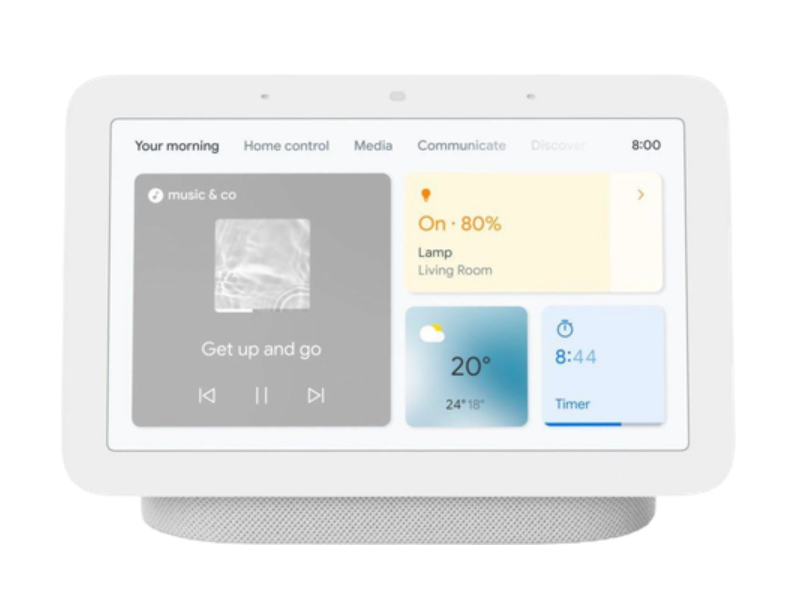 Your morning Home control Media Communicate Discover 8:00
music & co
Get up and go
On · 80%
Lamp
Living Room
20°
24° 18°
8:44
Timer